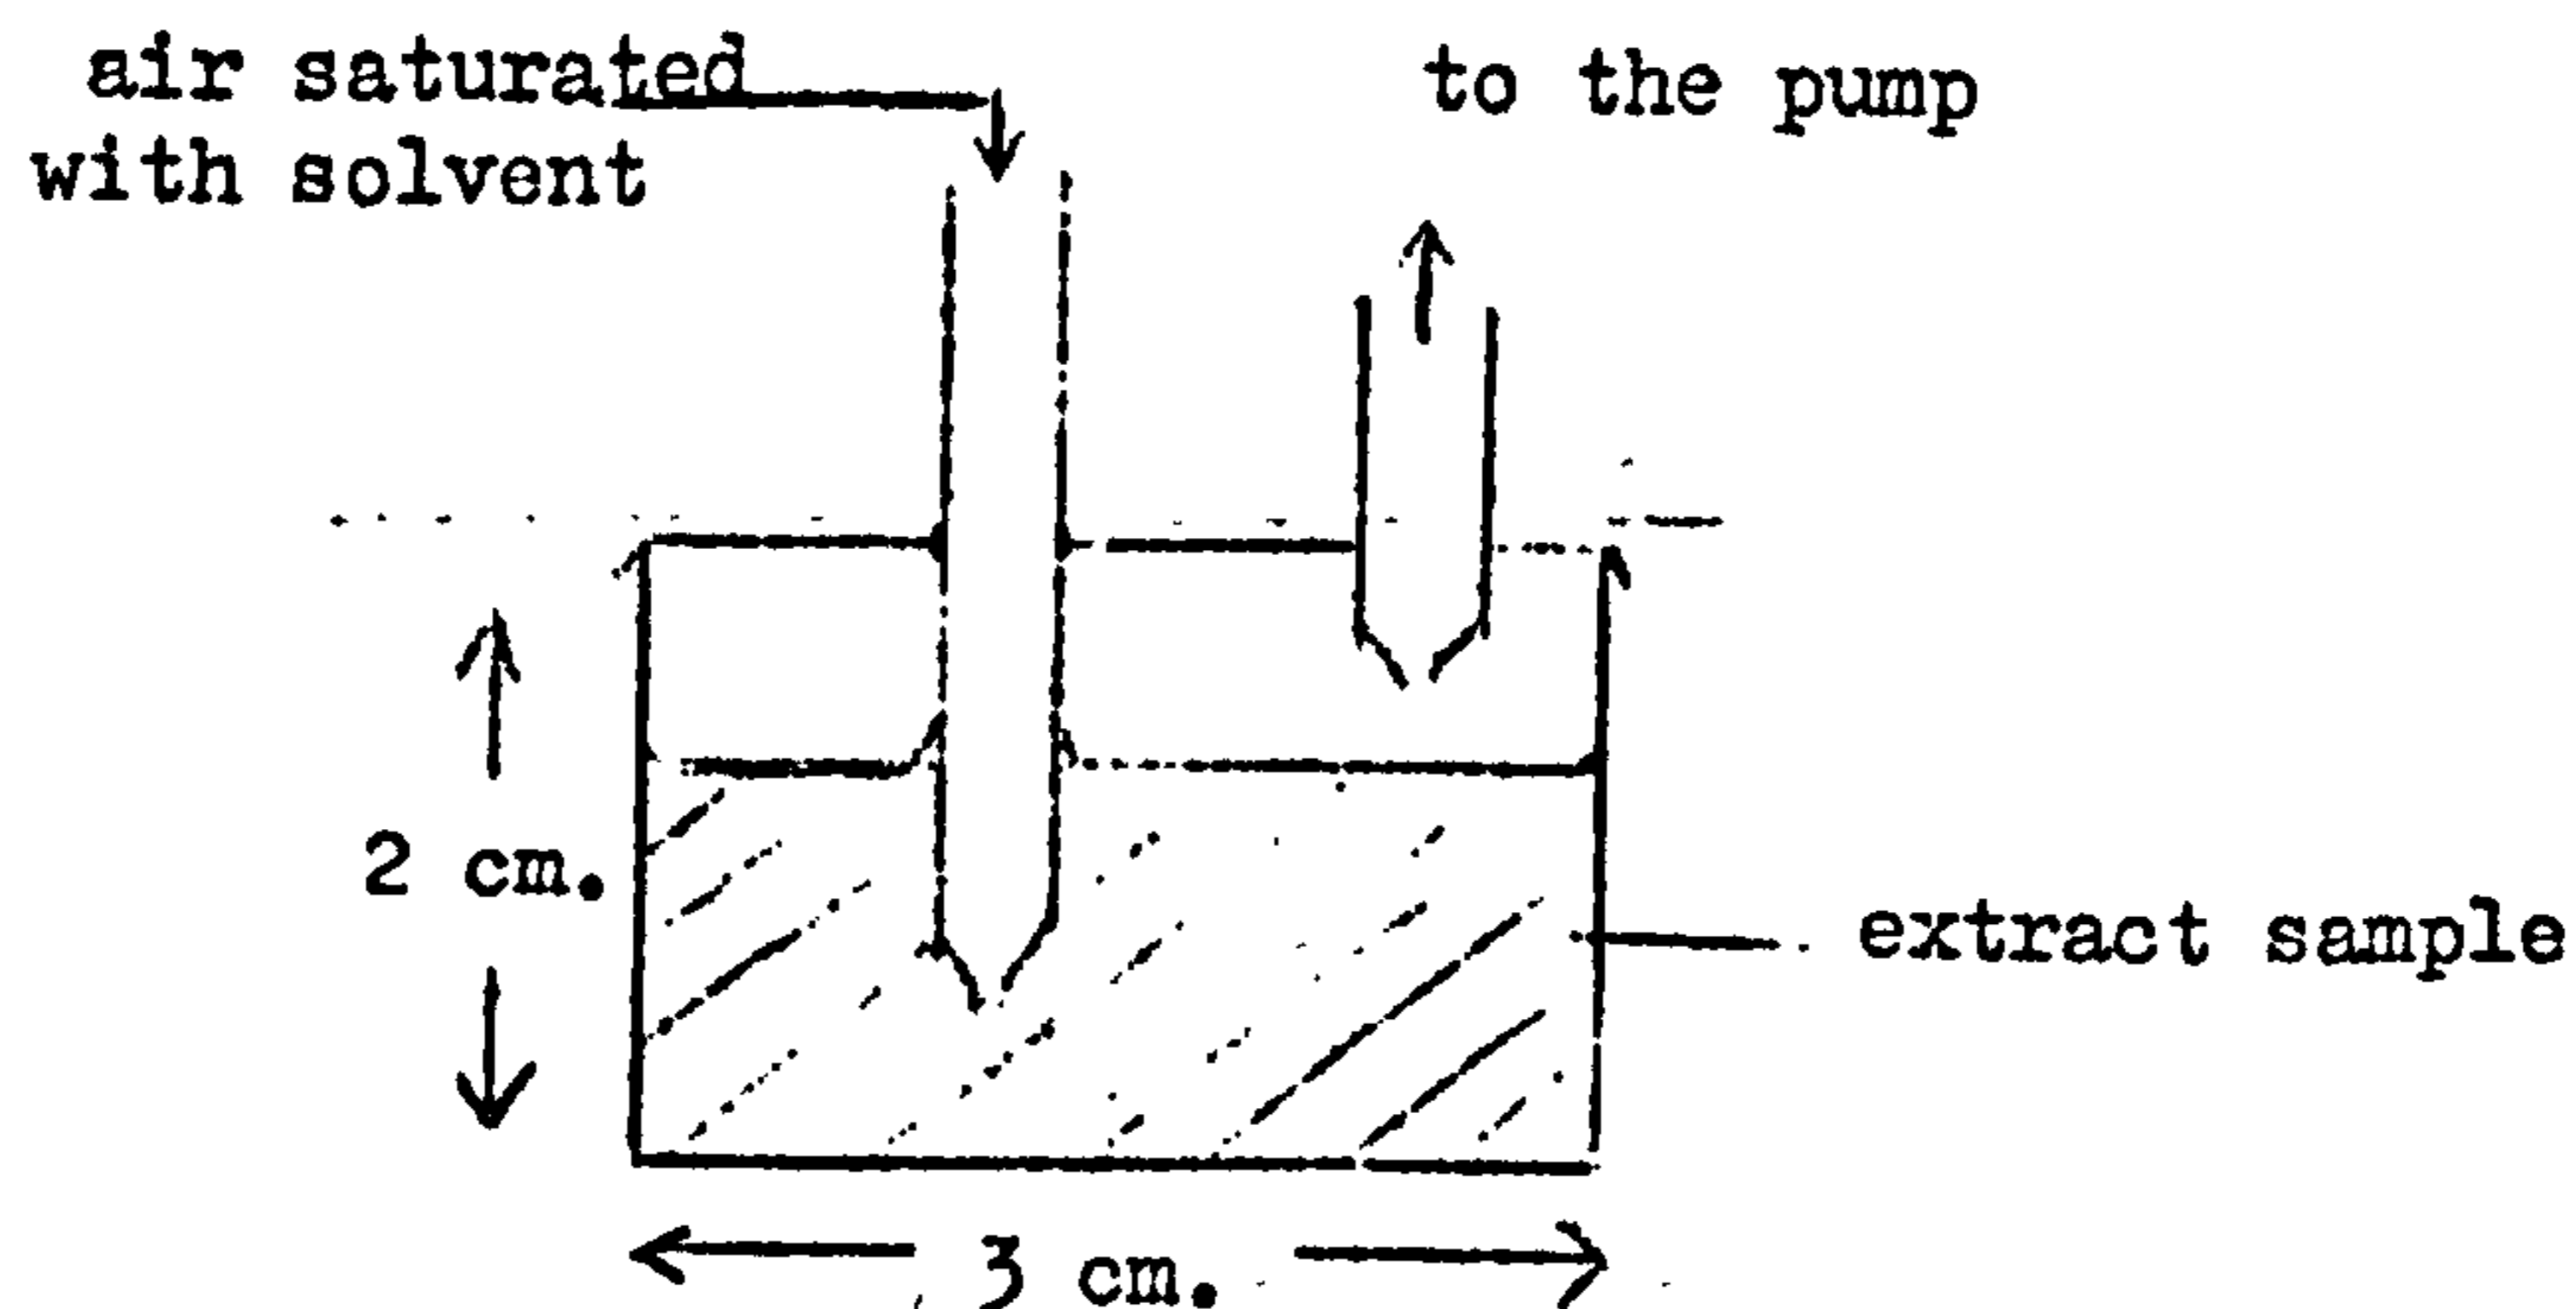 air saturated
with solvent
to the pump
2 cm.
extract sample
3 cm.